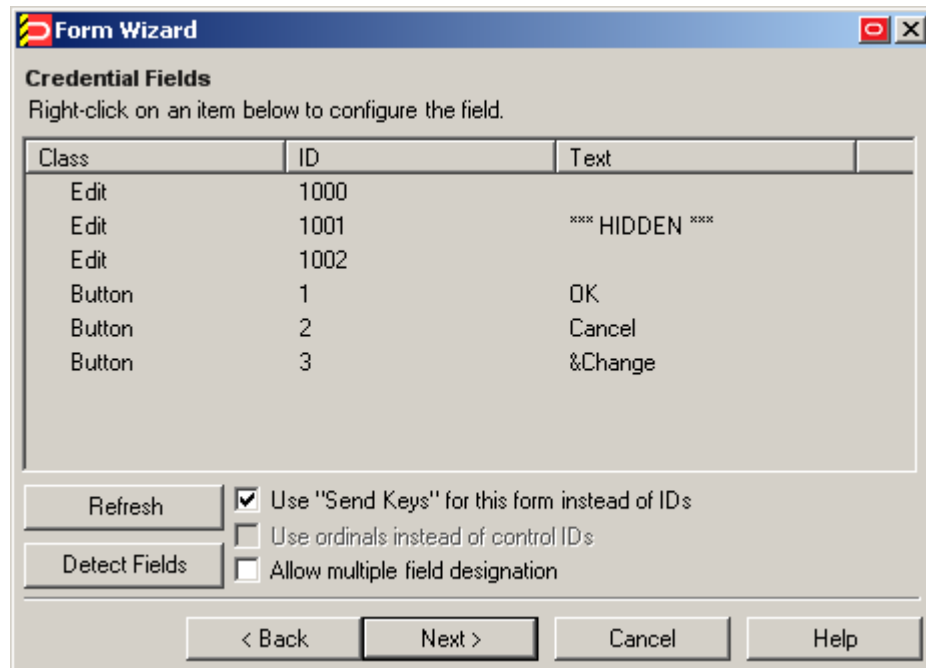 Form Wizard
Credential Fields
Right-click on an item below to configure the field.
Class ID Text
Edit 1000
Edit 1001 *** HIDDEN ***
Edit 1002
Button 1 OK
Button 2 Cancel
Button 3 &Change
Refresh
Use "Send Keys" for this form instead of IDs
Use ordinals instead of control IDs
Detect Fields
Allow multiple field designation
< Back Next > Cancel Help